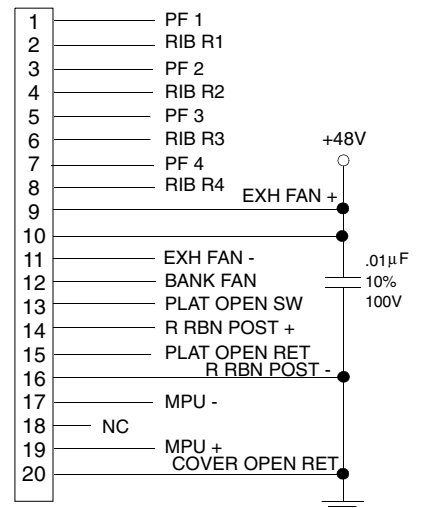 1 PF 1
2 RIB R1
3 PF 2
4 RIB R2
5 PF 3
6 RIB R3
7 PF 4
8 RIB R4
+48V
EXH FAN +
9
10
11 EXH FAN -
12 BANK FAN
13 PLAT OPEN SW
14 R RBN POST +
15 PLAT OPEN RET
.01µF
10%
100V
R RBN POST -
16
17 MPU -
18 NC
19 MPU +
COVER OPEN RET
20